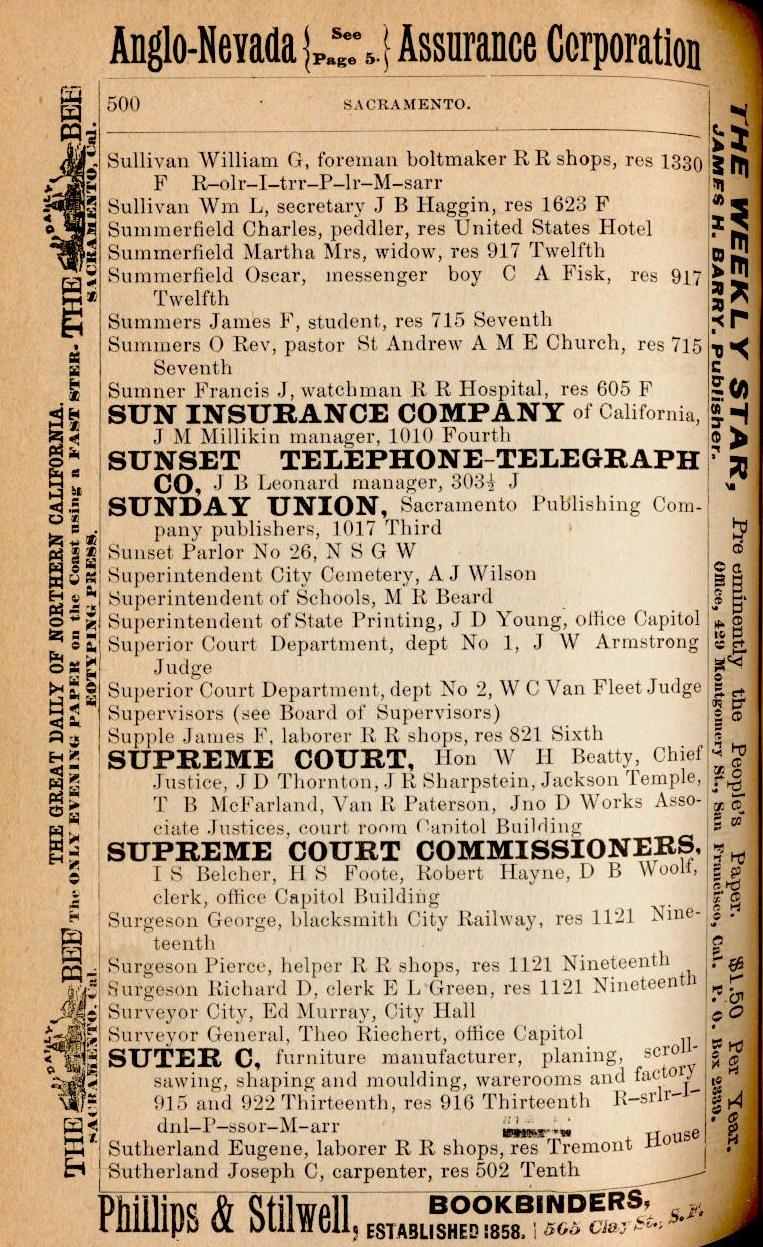 Anglo-Nevada { See Page 5. } Assurance Corporation
500 SACRAMENTO.
Sullivan William G, foreman boltmaker R R shops, res 1330
F R-olr-I-trr-P-lr-M-sarr
Sullivan Wm L, secretary J B Haggin, res 1623 F
Summerfield Charles, peddler, res United States Hotel
Summerfield Martha Mrs, widow, res 917 Twelfth
Summerfield Oscar, messenger boy C A Fisk, res 917
Twelfth
Summers James F, student, res 715 Seventh
Summers O Rev, pastor St Andrew A M E Church, res 715
Seventh
Sumner Francis J, watchman R R Hospital, res 605 F
SUN INSURANCE COMPANY of California,
J M Millikin manager, 1010 Fourth
SUNSET TELEPHONE-TELEGRAPH
CO, J B Leonard manager, 303½ J
SUNDAY UNION, Sacramento Publishing Com-
pany publishers, 1017 Third
Sunset Parlor No 26, N S G W
Superintendent City Cemetery, A J Wilson
Superintendent of Schools, M R Beard
Superintendent of State Printing, J D Young, office Capitol
Superior Court Department, dept No 1, J W Armstrong
Judge
Superior Court Department, dept No 2, W C Van Fleet Judge
Supervisors (see Board of Supervisors)
Supple James F, laborer R R shops, res 821 Sixth
SUPREME COURT, Hon W H Beatty, Chief
Justice, J D Thornton, J R Sharpstein, Jackson Temple,
T B McFarland, Van R Paterson, Jno D Works Asso-
ciate Justices, court room Capitol Building
SUPREME COURT COMMISSIONERS,
I S Belcher, H S Foote, Robert Hayne, D B Woolf,
clerk, office Capitol Building
Surgeson George, blacksmith City Railway, res 1121 Nine-
teenth
Surgeson Pierce, helper R R shops, res 1121 Nineteenth
Surgeson Richard D, clerk E L Green, res 1121 Nineteenth
Surveyor City, Ed Murray, City Hall
Surveyor General, Theo Riechert, office Capitol
SUTER C, furniture manufacturer, planing, scroll-
sawing, shaping and moulding, warerooms and factory
915 and 922 Thirteenth, res 916 Thirteenth R-srlr-I-
dnl-P-ssor-M-arr
Sutherland Eugene, laborer R R shops, res Tremont House
Sutherland Joseph C, carpenter, res 502 Tenth
THE DAILY BEE SACRAMENTO, Cal.
THE GREAT DAILY OF NORTHERN CALIFORNIA.
The ONLY EVENING PAPER on the Coast using a FAST STER-
EOTYPING PRESS.
THE DAILY BEE SACRAMENTO, Cal.
THE WEEKLY STAR, Pre eminently the People's Paper. $1.50 Per Year.
JAMES H. BARRY, Publisher. Office, 429 Montgomery St., San Francisco, Cal. P. O. Box 2339.
Phillips & Stilwell, BOOKBINDERS,
ESTABLISHED 1858. | 505 Clay St., S.F.